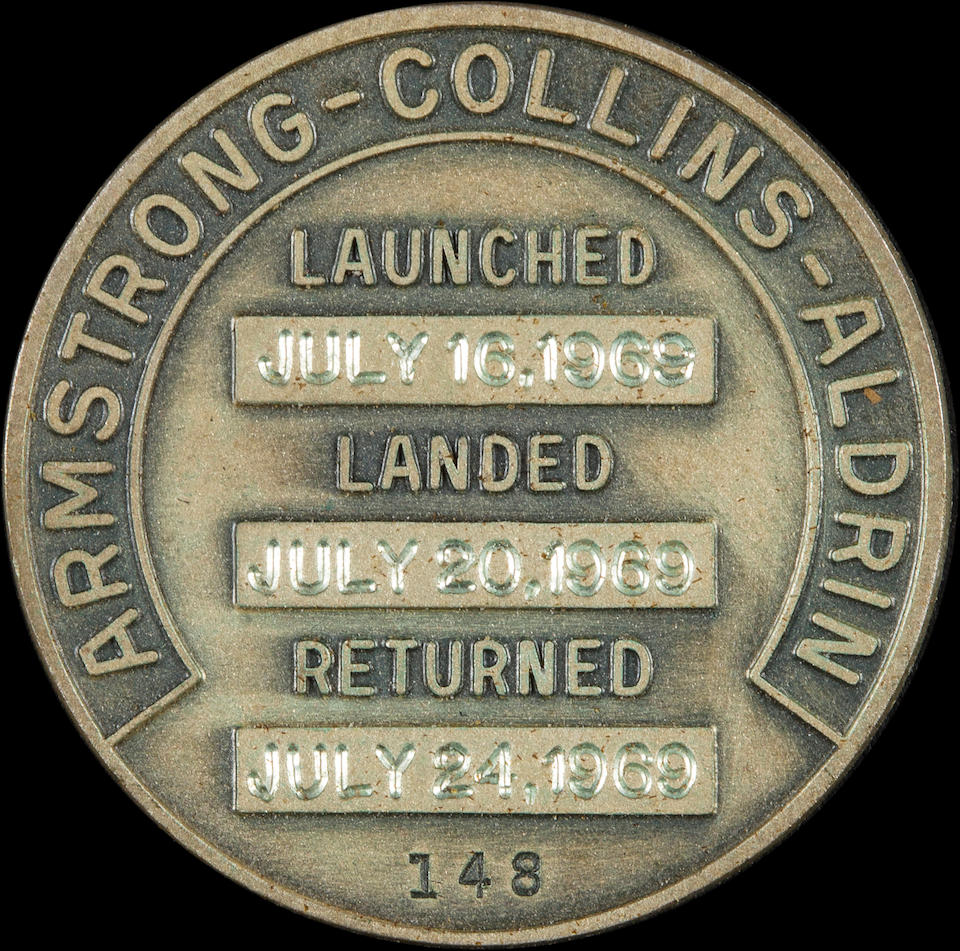 ARMSTRONG-COLLINS-ALDRIN
LAUNCHED
JULY 16,1969
LANDED
JULY 20,1969
RETURNED
JULY 24,1969
148